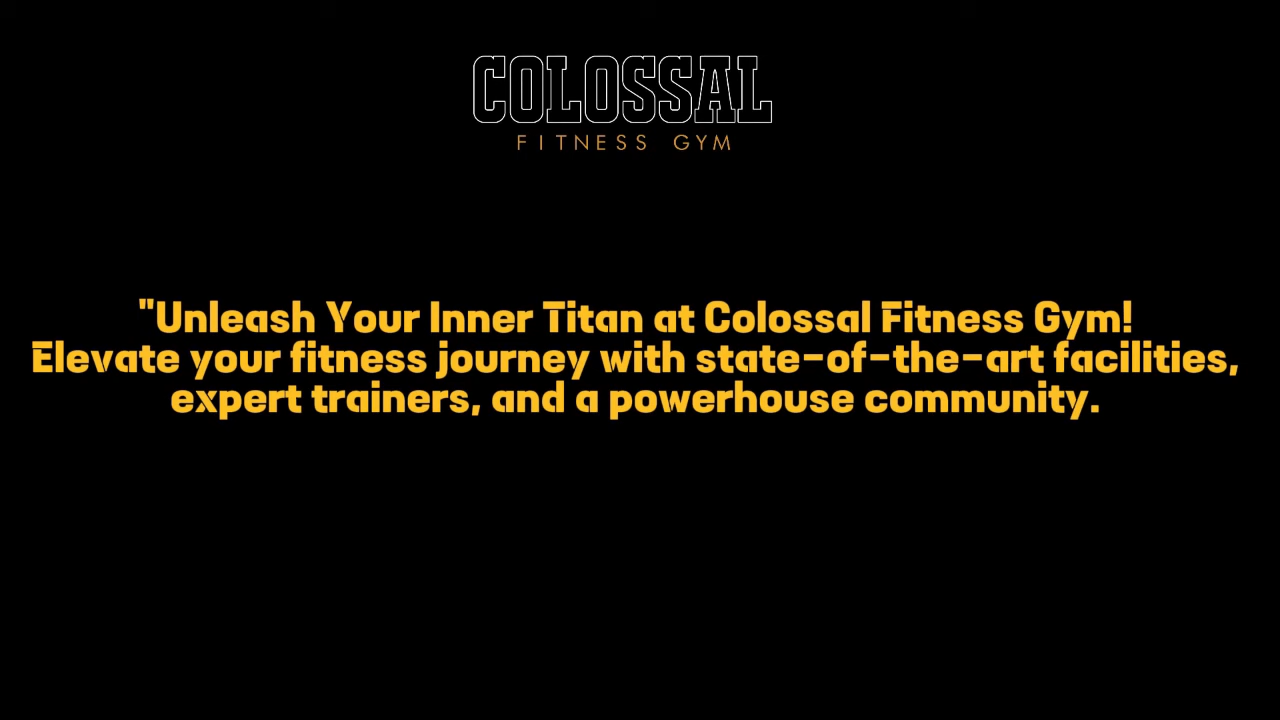 COLOSSAL
FITNESS GYM
"Unleash Your Inner Titan at Colossal Fitness Gym!
Elevate your fitness journey with state-of-the-art facilities,
expert trainers, and a powerhouse community.